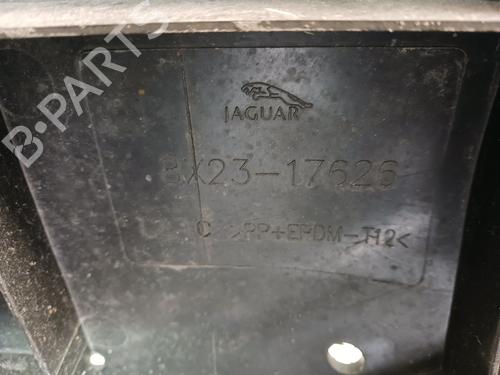 JAGUAR
8X23-17626
C >PP+EPDM-T12<
B-PARTS